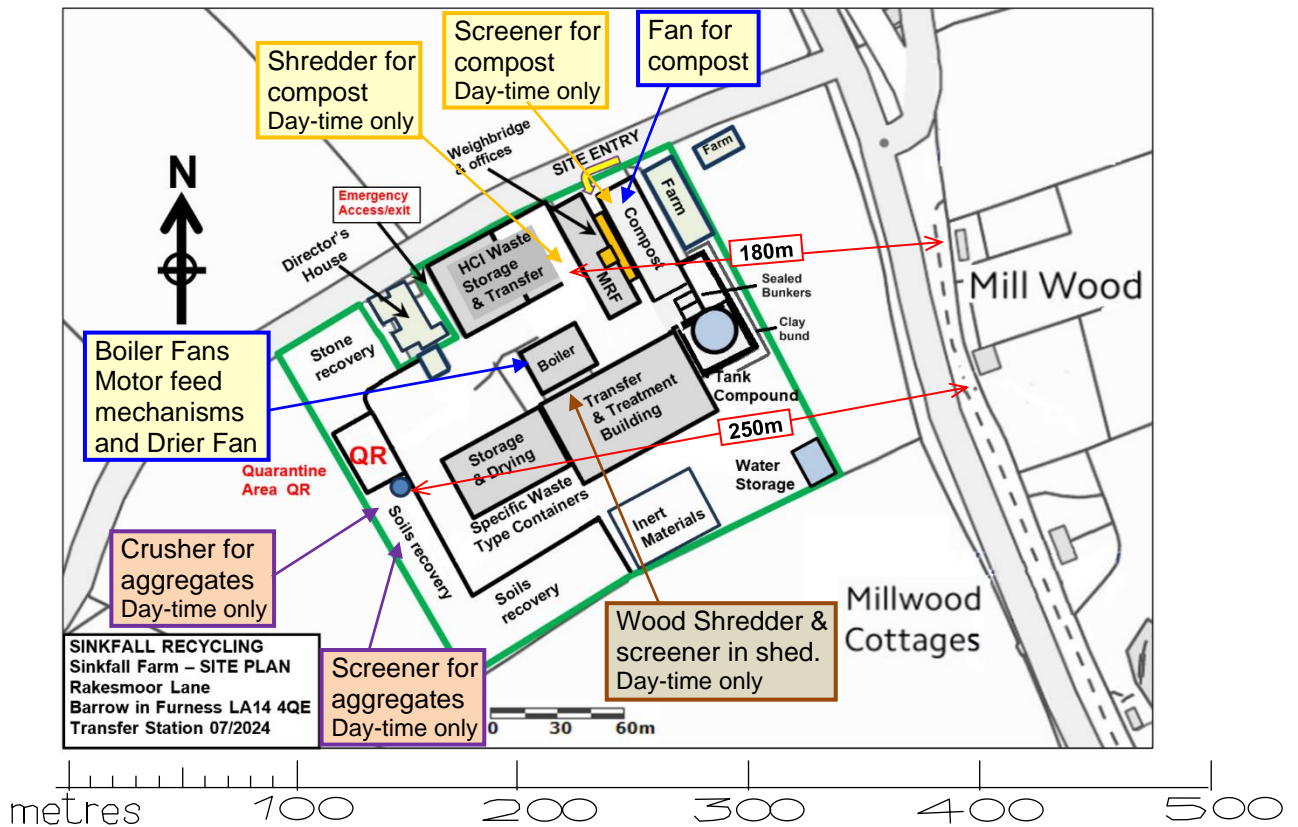 Shredder for
compost
Day-time only
Screener for
compost
Day-time only
Fan for
compost
Weighbridge
& offices
SITE ENTRY
Farm
N
Emergency
Access/exit
Farm
Director's
House
HCI Waste
Storage
& Transfer
Compost
MRF
180m
Mill Wood
Sealed
Bunkers
Clay
bund
Stone
recovery
Boiler Fans
Motor feed
mechanisms
and Drier Fan
Boiler
Transfer
& Treatment
Building
Tank
Compound
250m
QR
Quarantine
Area QR
Storage
& Drying
Water
Storage
Specific Waste
Type Containers
Inert
Materials
Soils recovery
Soils
recovery
Crusher for
aggregates
Day-time only
Millwood
Cottages
Wood Shredder &
screener in shed.
Day-time only
SINKFALL RECYCLING
Sinkfall Farm – SITE PLAN
Rakesmoor Lane
Barrow in Furness LA14 4QE
Transfer Station 07/2024
Screener for
aggregates
Day-time only
0 30 60m
metres 100 200 300 400 500